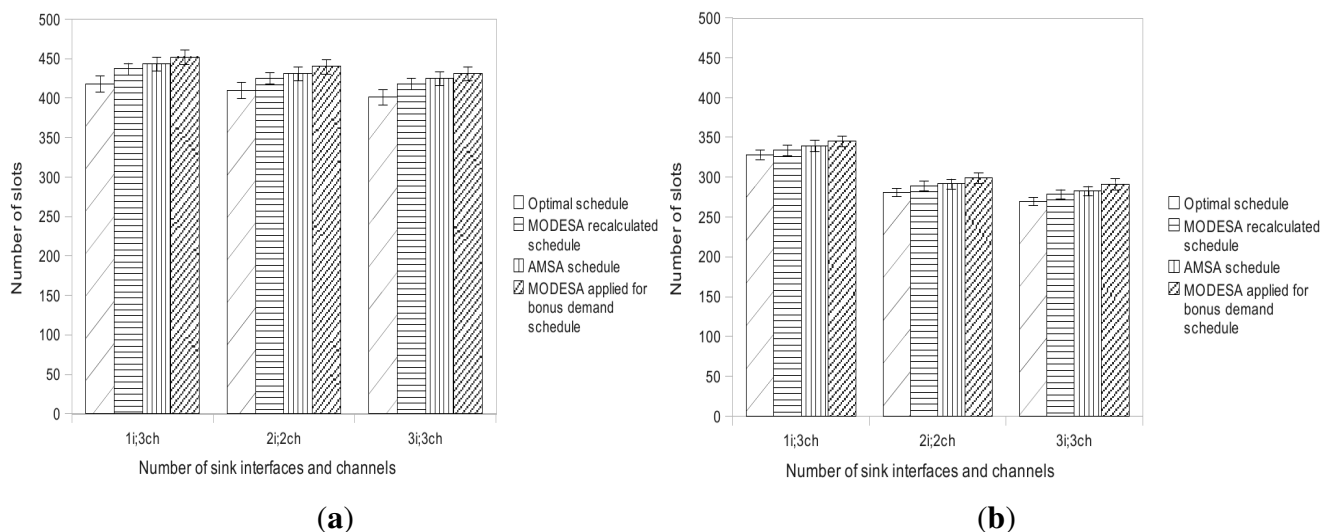 500
450
400
350
300
250
200
150
100
50
0
Number of slots
1i;3ch
2i;2ch
3i;3ch
Number of sink interfaces and channels
Optimal schedule
MODESA recalculated
schedule
AMSA schedule
MODESA applied for
bonus demand
schedule
(a)
500
450
400
350
300
250
200
150
100
50
0
Number of slots
1i;3ch
2i;2ch
3i;3ch
Number of sink interfaces and channels
Optimal schedule
MODESA recalculated
schedule
AMSA schedule
MODESA applied for
bonus demand
schedule
(b)